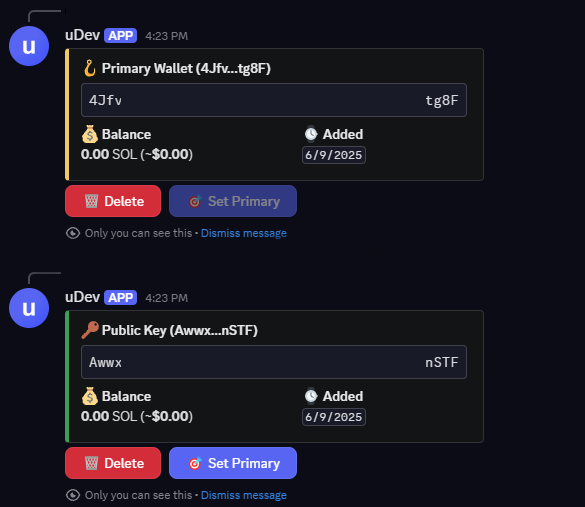 u
uDev APP 4:23 PM
🪝 Primary Wallet (4Jfv...tg8F)
4Jfv tg8F
💰 Balance 🕓 Added
0.00 SOL (~$0.00) 6/9/2025
🗑️ Delete 🎯 Set Primary
Only you can see this • Dismiss message
u
uDev APP 4:23 PM
🔑 Public Key (Awwx...nSTF)
Awwx nSTF
💰 Balance 🕓 Added
0.00 SOL (~$0.00) 6/9/2025
🗑️ Delete 🎯 Set Primary
Only you can see this • Dismiss message